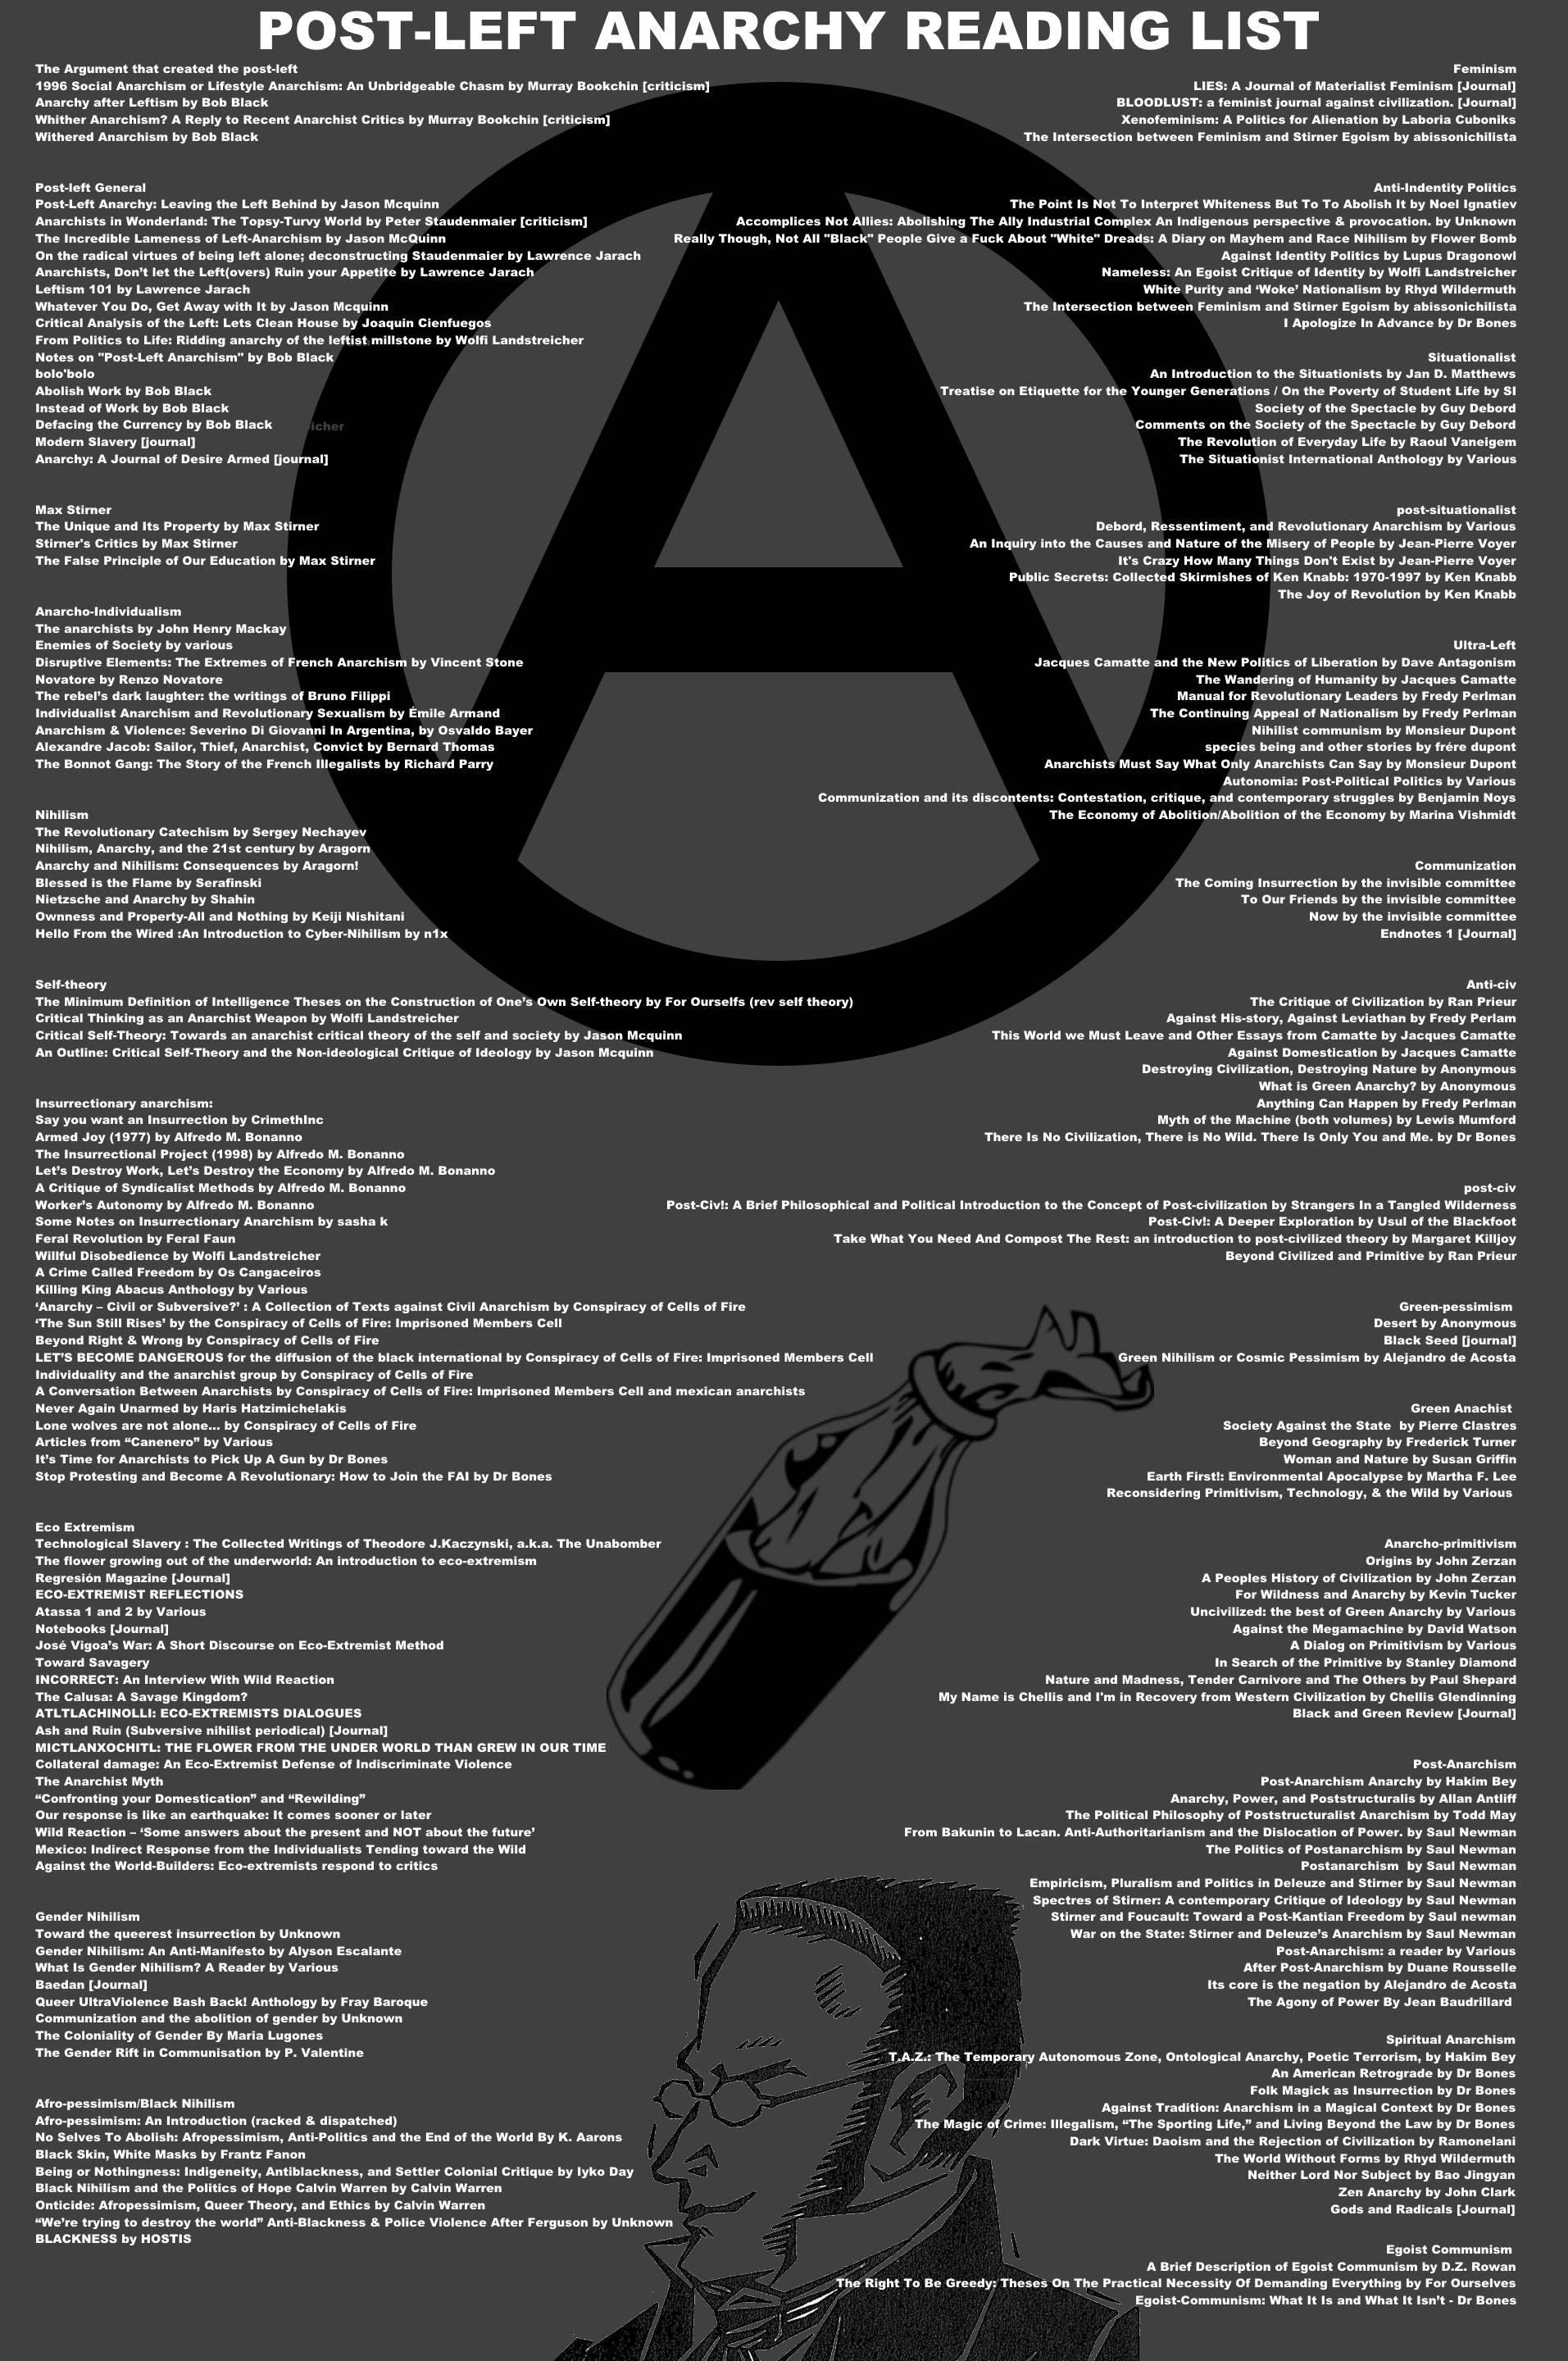 POST-LEFT ANARCHY READING LIST
The Argument that created the post-left
1996 Social Anarchism or Lifestyle Anarchism: An Unbridgeable Chasm by Murray Bookchin [criticism]
Anarchy after Leftism by Bob Black
Whither Anarchism? A Reply to Recent Anarchist Critics by Murray Bookchin [criticism]
Withered Anarchism by Bob Black
Post-left General
Post-Left Anarchy: Leaving the Left Behind by Jason Mcquinn
Anarchists in Wonderland: The Topsy-Turvy World by Peter Staudenmaier [criticism]
The Incredible Lameness of Left-Anarchism by Jason McQuinn
On the radical virtues of being left alone; deconstructing Staudenmaier by Lawrence Jarach
Anarchists, Don't let the Left(overs) Ruin your Appetite by Lawrence Jarach
Leftism 101 by Lawrence Jarach
Whatever You Do, Get Away with It by Jason Mcquinn
Critical Analysis of the Left: Lets Clean House by Joaquin Cienfuegos
From Politics to Life: Ridding anarchy of the leftist millstone by Wolfi Landstreicher
Notes on "Post-Left Anarchism" by Bob Black
bolo'bolo
Abolish Work by Bob Black
Instead of Work by Bob Black
Defacing the Currency by Bob Black
icher
Modern Slavery [journal]
Anarchy: A Journal of Desire Armed [journal]
Max Stirner
The Unique and Its Property by Max Stirner
Stirner's Critics by Max Stirner
The False Principle of Our Education by Max Stirner
Anarcho-Individualism
The anarchists by John Henry Mackay
Enemies of Society by various
Disruptive Elements: The Extremes of French Anarchism by Vincent Stone
Novatore by Renzo Novatore
The rebel's dark laughter: the writings of Bruno Filippi
Individualist Anarchism and Revolutionary Sexualism by Émile Armand
Anarchism & Violence: Severino Di Giovanni In Argentina, by Osvaldo Bayer
Alexandre Jacob: Sailor, Thief, Anarchist, Convict by Bernard Thomas
The Bonnot Gang: The Story of the French Illegalists by Richard Parry
Nihilism
The Revolutionary Catechism by Sergey Nechayev
Nihilism, Anarchy, and the 21st century by Aragorn
Anarchy and Nihilism: Consequences by Aragorn!
Blessed is the Flame by Serafinski
Nietzsche and Anarchy by Shahin
Ownness and Property-All and Nothing by Keiji Nishitani
Hello From the Wired :An Introduction to Cyber-Nihilism by n1x
Self-theory
The Minimum Definition of Intelligence Theses on the Construction of One's Own Self-theory by For Ourselfs (rev self theory)
Critical Thinking as an Anarchist Weapon by Wolfi Landstreicher
Critical Self-Theory: Towards an anarchist critical theory of the self and society by Jason Mcquinn
An Outline: Critical Self-Theory and the Non-ideological Critique of Ideology by Jason Mcquinn
Insurrectionary anarchism:
Say you want an Insurrection by CrimethInc
Armed Joy (1977) by Alfredo M. Bonanno
The Insurrectional Project (1998) by Alfredo M. Bonanno
Let's Destroy Work, Let's Destroy the Economy by Alfredo M. Bonanno
A Critique of Syndicalist Methods by Alfredo M. Bonanno
Worker's Autonomy by Alfredo M. Bonanno
Some Notes on Insurrectionary Anarchism by sasha k
Feral Revolution by Feral Faun
Willful Disobedience by Wolfi Landstreicher
A Crime Called Freedom by Os Cangaceiros
Killing King Abacus Anthology by Various
‘Anarchy – Civil or Subversive?’ : A Collection of Texts against Civil Anarchism by Conspiracy of Cells of Fire
‘The Sun Still Rises’ by the Conspiracy of Cells of Fire: Imprisoned Members Cell
Beyond Right & Wrong by Conspiracy of Cells of Fire
LET'S BECOME DANGEROUS for the diffusion of the black international by Conspiracy of Cells of Fire: Imprisoned Members Cell
Individuality and the anarchist group by Conspiracy of Cells of Fire
A Conversation Between Anarchists by Conspiracy of Cells of Fire: Imprisoned Members Cell and mexican anarchists
Never Again Unarmed by Haris Hatzimichelakis
Lone wolves are not alone... by Conspiracy of Cells of Fire
Articles from “Canenero” by Various
It's Time for Anarchists to Pick Up A Gun by Dr Bones
Stop Protesting and Become A Revolutionary: How to Join the FAI by Dr Bones
Eco Extremism
Technological Slavery : The Collected Writings of Theodore J.Kaczynski, a.k.a. The Unabomber
The flower growing out of the underworld: An introduction to eco-extremism
Regresión Magazine [Journal]
ECO-EXTREMIST REFLECTIONS
Atassa 1 and 2 by Various
Notebooks [Journal]
José Vigoa's War: A Short Discourse on Eco-Extremist Method
Toward Savagery
INCORRECT: An Interview With Wild Reaction
The Calusa: A Savage Kingdom?
ATLTLACHINOLLI: ECO-EXTREMISTS DIALOGUES
Ash and Ruin (Subversive nihilist periodical) [Journal]
MICTLANXOCHITL: THE FLOWER FROM THE UNDER WORLD THAN GREW IN OUR TIME
Collateral damage: An Eco-Extremist Defense of Indiscriminate Violence
The Anarchist Myth
“Confronting your Domestication” and “Rewilding”
Our response is like an earthquake: It comes sooner or later
Wild Reaction – ‘Some answers about the present and NOT about the future’
Mexico: Indirect Response from the Individualists Tending toward the Wild
Against the World-Builders: Eco-extremists respond to critics
Gender Nihilism
Toward the queerest insurrection by Unknown
Gender Nihilism: An Anti-Manifesto by Alyson Escalante
What Is Gender Nihilism? A Reader by Various
Baedan [Journal]
Queer UltraViolence Bash Back! Anthology by Fray Baroque
Communization and the abolition of gender by Unknown
The Coloniality of Gender By Maria Lugones
The Gender Rift in Communisation by P. Valentine
Afro-pessimism/Black Nihilism
Afro-pessimism: An Introduction (racked & dispatched)
No Selves To Abolish: Afropessimism, Anti-Politics and the End of the World By K. Aarons
Black Skin, White Masks by Frantz Fanon
Being or Nothingness: Indigeneity, Antiblackness, and Settler Colonial Critique by Iyko Day
Black Nihilism and the Politics of Hope Calvin Warren by Calvin Warren
Onticide: Afropessimism, Queer Theory, and Ethics by Calvin Warren
“We're trying to destroy the world” Anti-Blackness & Police Violence After Ferguson by Unknown
BLACKNESS by HOSTIS
Feminism
LIES: A Journal of Materialist Feminism [Journal]
BLOODLUST: a feminist journal against civilization. [Journal]
Xenofeminism: A Politics for Alienation by Laboria Cuboniks
The Intersection between Feminism and Stirner Egoism by abissonichilista
Anti-Indentity Politics
The Point Is Not To Interpret Whiteness But To To Abolish It by Noel Ignatiev
Accomplices Not Allies: Abolishing The Ally Industrial Complex An Indigenous perspective & provocation. by Unknown
Really Though, Not All "Black" People Give a Fuck About "White" Dreads: A Diary on Mayhem and Race Nihilism by Flower Bomb
Against Identity Politics by Lupus Dragonowl
Nameless: An Egoist Critique of Identity by Wolfi Landstreicher
White Purity and ‘Woke’ Nationalism by Rhyd Wildermuth
The Intersection between Feminism and Stirner Egoism by abissonichilista
I Apologize In Advance by Dr Bones
Situationalist
An Introduction to the Situationists by Jan D. Matthews
Treatise on Etiquette for the Younger Generations / On the Poverty of Student Life by SI
Society of the Spectacle by Guy Debord
Comments on the Society of the Spectacle by Guy Debord
The Revolution of Everyday Life by Raoul Vaneigem
The Situationist International Anthology by Various
post-situationalist
Debord, Ressentiment, and Revolutionary Anarchism by Various
An Inquiry into the Causes and Nature of the Misery of People by Jean-Pierre Voyer
It's Crazy How Many Things Don't Exist by Jean-Pierre Voyer
Public Secrets: Collected Skirmishes of Ken Knabb: 1970-1997 by Ken Knabb
The Joy of Revolution by Ken Knabb
Ultra-Left
Jacques Camatte and the New Politics of Liberation by Dave Antagonism
The Wandering of Humanity by Jacques Camatte
Manual for Revolutionary Leaders by Fredy Perlman
The Continuing Appeal of Nationalism by Fredy Perlman
Nihilist communism by Monsieur Dupont
species being and other stories by frére dupont
Anarchists Must Say What Only Anarchists Can Say by Monsieur Dupont
Autonomia: Post-Political Politics by Various
Communization and its discontents: Contestation, critique, and contemporary struggles by Benjamin Noys
The Economy of Abolition/Abolition of the Economy by Marina Vishmidt
Communization
The Coming Insurrection by the invisible committee
To Our Friends by the invisible committee
Now by the invisible committee
Endnotes 1 [Journal]
Anti-civ
The Critique of Civilization by Ran Prieur
Against His-story, Against Leviathan by Fredy Perlam
This World we Must Leave and Other Essays from Camatte by Jacques Camatte
Against Domestication by Jacques Camatte
Destroying Civilization, Destroying Nature by Anonymous
What is Green Anarchy? by Anonymous
Anything Can Happen by Fredy Perlman
Myth of the Machine (both volumes) by Lewis Mumford
There Is No Civilization, There is No Wild. There Is Only You and Me. by Dr Bones
post-civ
Post-Civ!: A Brief Philosophical and Political Introduction to the Concept of Post-civilization by Strangers In a Tangled Wilderness
Post-Civ!: A Deeper Exploration by Usul of the Blackfoot
Take What You Need And Compost The Rest: an introduction to post-civilized theory by Margaret Killjoy
Beyond Civilized and Primitive by Ran Prieur
Green-pessimism
Desert by Anonymous
Black Seed [journal]
Green Nihilism or Cosmic Pessimism by Alejandro de Acosta
Green Anachist
Society Against the State by Pierre Clastres
Beyond Geography by Frederick Turner
Woman and Nature by Susan Griffin
Earth First!: Environmental Apocalypse by Martha F. Lee
Reconsidering Primitivism, Technology, & the Wild by Various
Anarcho-primitivism
Origins by John Zerzan
A Peoples History of Civilization by John Zerzan
For Wildness and Anarchy by Kevin Tucker
Uncivilized: the best of Green Anarchy by Various
Against the Megamachine by David Watson
A Dialog on Primitivism by Various
In Search of the Primitive by Stanley Diamond
Nature and Madness, Tender Carnivore and The Others by Paul Shepard
My Name is Chellis and I'm in Recovery from Western Civilization by Chellis Glendinning
Black and Green Review [Journal]
Post-Anarchism
Post-Anarchism Anarchy by Hakim Bey
Anarchy, Power, and Poststructuralis by Allan Antliff
The Political Philosophy of Poststructuralist Anarchism by Todd May
From Bakunin to Lacan. Anti-Authoritarianism and the Dislocation of Power. by Saul Newman
The Politics of Postanarchism by Saul Newman
Postanarchism by Saul Newman
Empiricism, Pluralism and Politics in Deleuze and Stirner by Saul Newman
Spectres of Stirner: A contemporary Critique of Ideology by Saul Newman
Stirner and Foucault: Toward a Post-Kantian Freedom by Saul newman
War on the State: Stirner and Deleuze's Anarchism by Saul Newman
Post-Anarchism: a reader by Various
After Post-Anarchism by Duane Rousselle
Its core is the negation by Alejandro de Acosta
The Agony of Power By Jean Baudrillard
Spiritual Anarchism
T.A.Z.: The Temporary Autonomous Zone, Ontological Anarchy, Poetic Terrorism, by Hakim Bey
An American Retrograde by Dr Bones
Folk Magick as Insurrection by Dr Bones
Against Tradition: Anarchism in a Magical Context by Dr Bones
The Magic of Crime: Illegalism, “The Sporting Life,” and Living Beyond the Law by Dr Bones
Dark Virtue: Daoism and the Rejection of Civilization by Ramonelani
The World Without Forms by Rhyd Wildermuth
Neither Lord Nor Subject by Bao Jingyan
Zen Anarchy by John Clark
Gods and Radicals [Journal]
Egoist Communism
A Brief Description of Egoist Communism by D.Z. Rowan
The Right To Be Greedy: Theses On The Practical Necessity Of Demanding Everything by For Ourselves
Egoist-Communism: What It Is and What It Isn't - Dr Bones